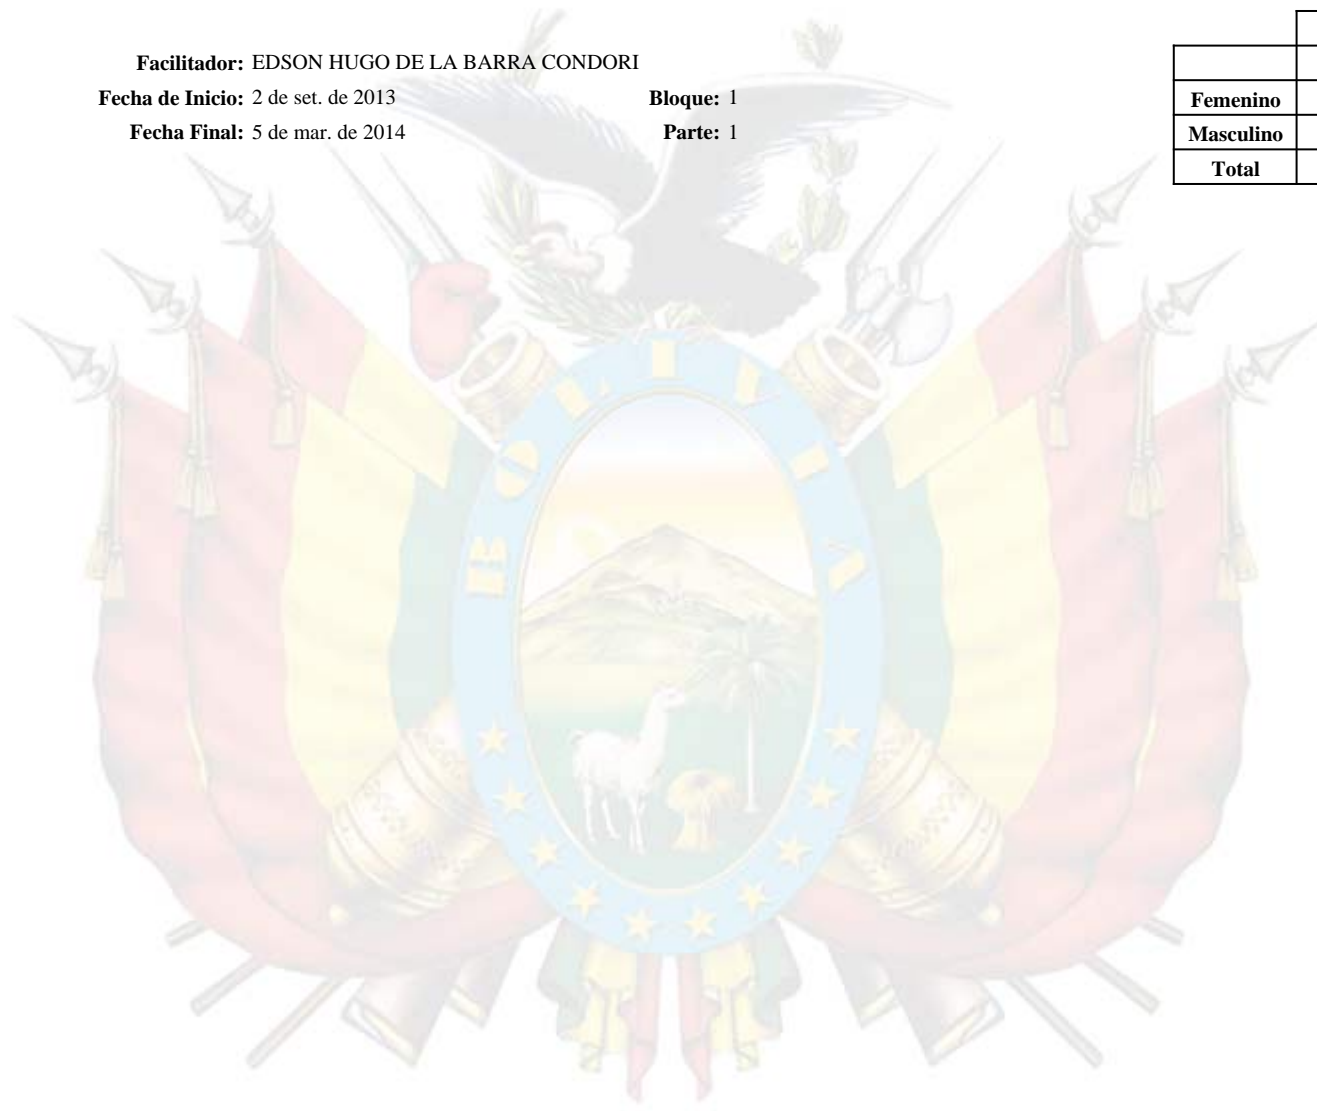 Facilitador: EDSON HUGO DE LA BARRA CONDORI
Fecha de Inicio: 2 de set. de 2013 Bloque: 1
Fecha Final: 5 de mar. de 2014 Parte: 1
Femenino
Masculino
Total
BOLIVIA